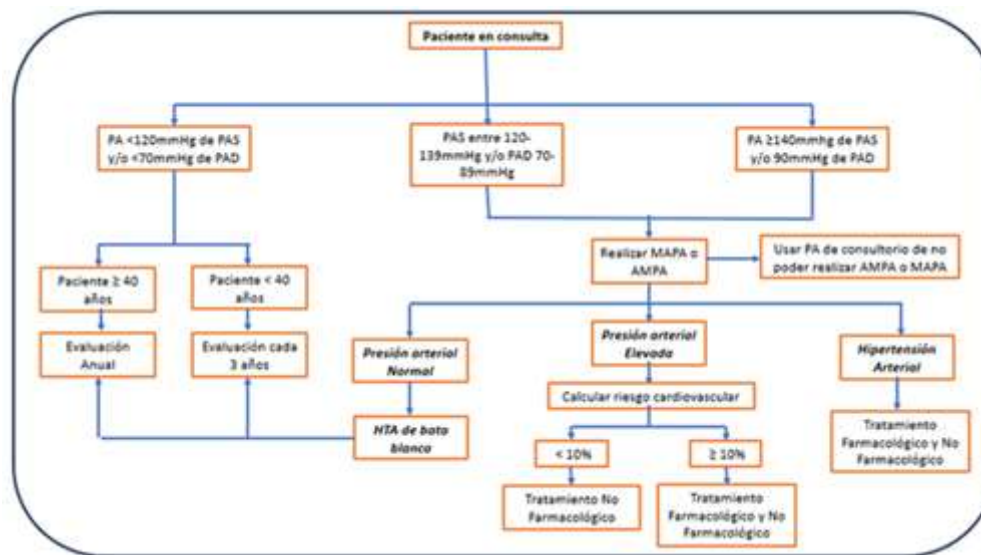 Paciente en consulta
PA <120mmHg de PAS
y/o <70mmHg de PAD
PAS entre 120-
139mmHg y/o PAD 70-
89mmHg
PA ≥140mmhg de PAS
y/o 90mmHg de PAD
Realizar MAPA o
AMPA
Usar PA de consultorio de no
poder realizar AMPA o MAPA
Paciente ≥ 40
años
Paciente < 40
años
Evaluación
Anual
Evaluación cada
3 años
Presión arterial
Normal
Presión arterial
Elevada
Hipertensión
Arterial
HTA de bata
blanca
Calcular riesgo cardiovascular
Tratamiento
Farmacológico y No
Farmacológico
< 10%
≥ 10%
Tratamiento No
Farmacológico
Tratamiento
Farmacológico y No
Farmacológico